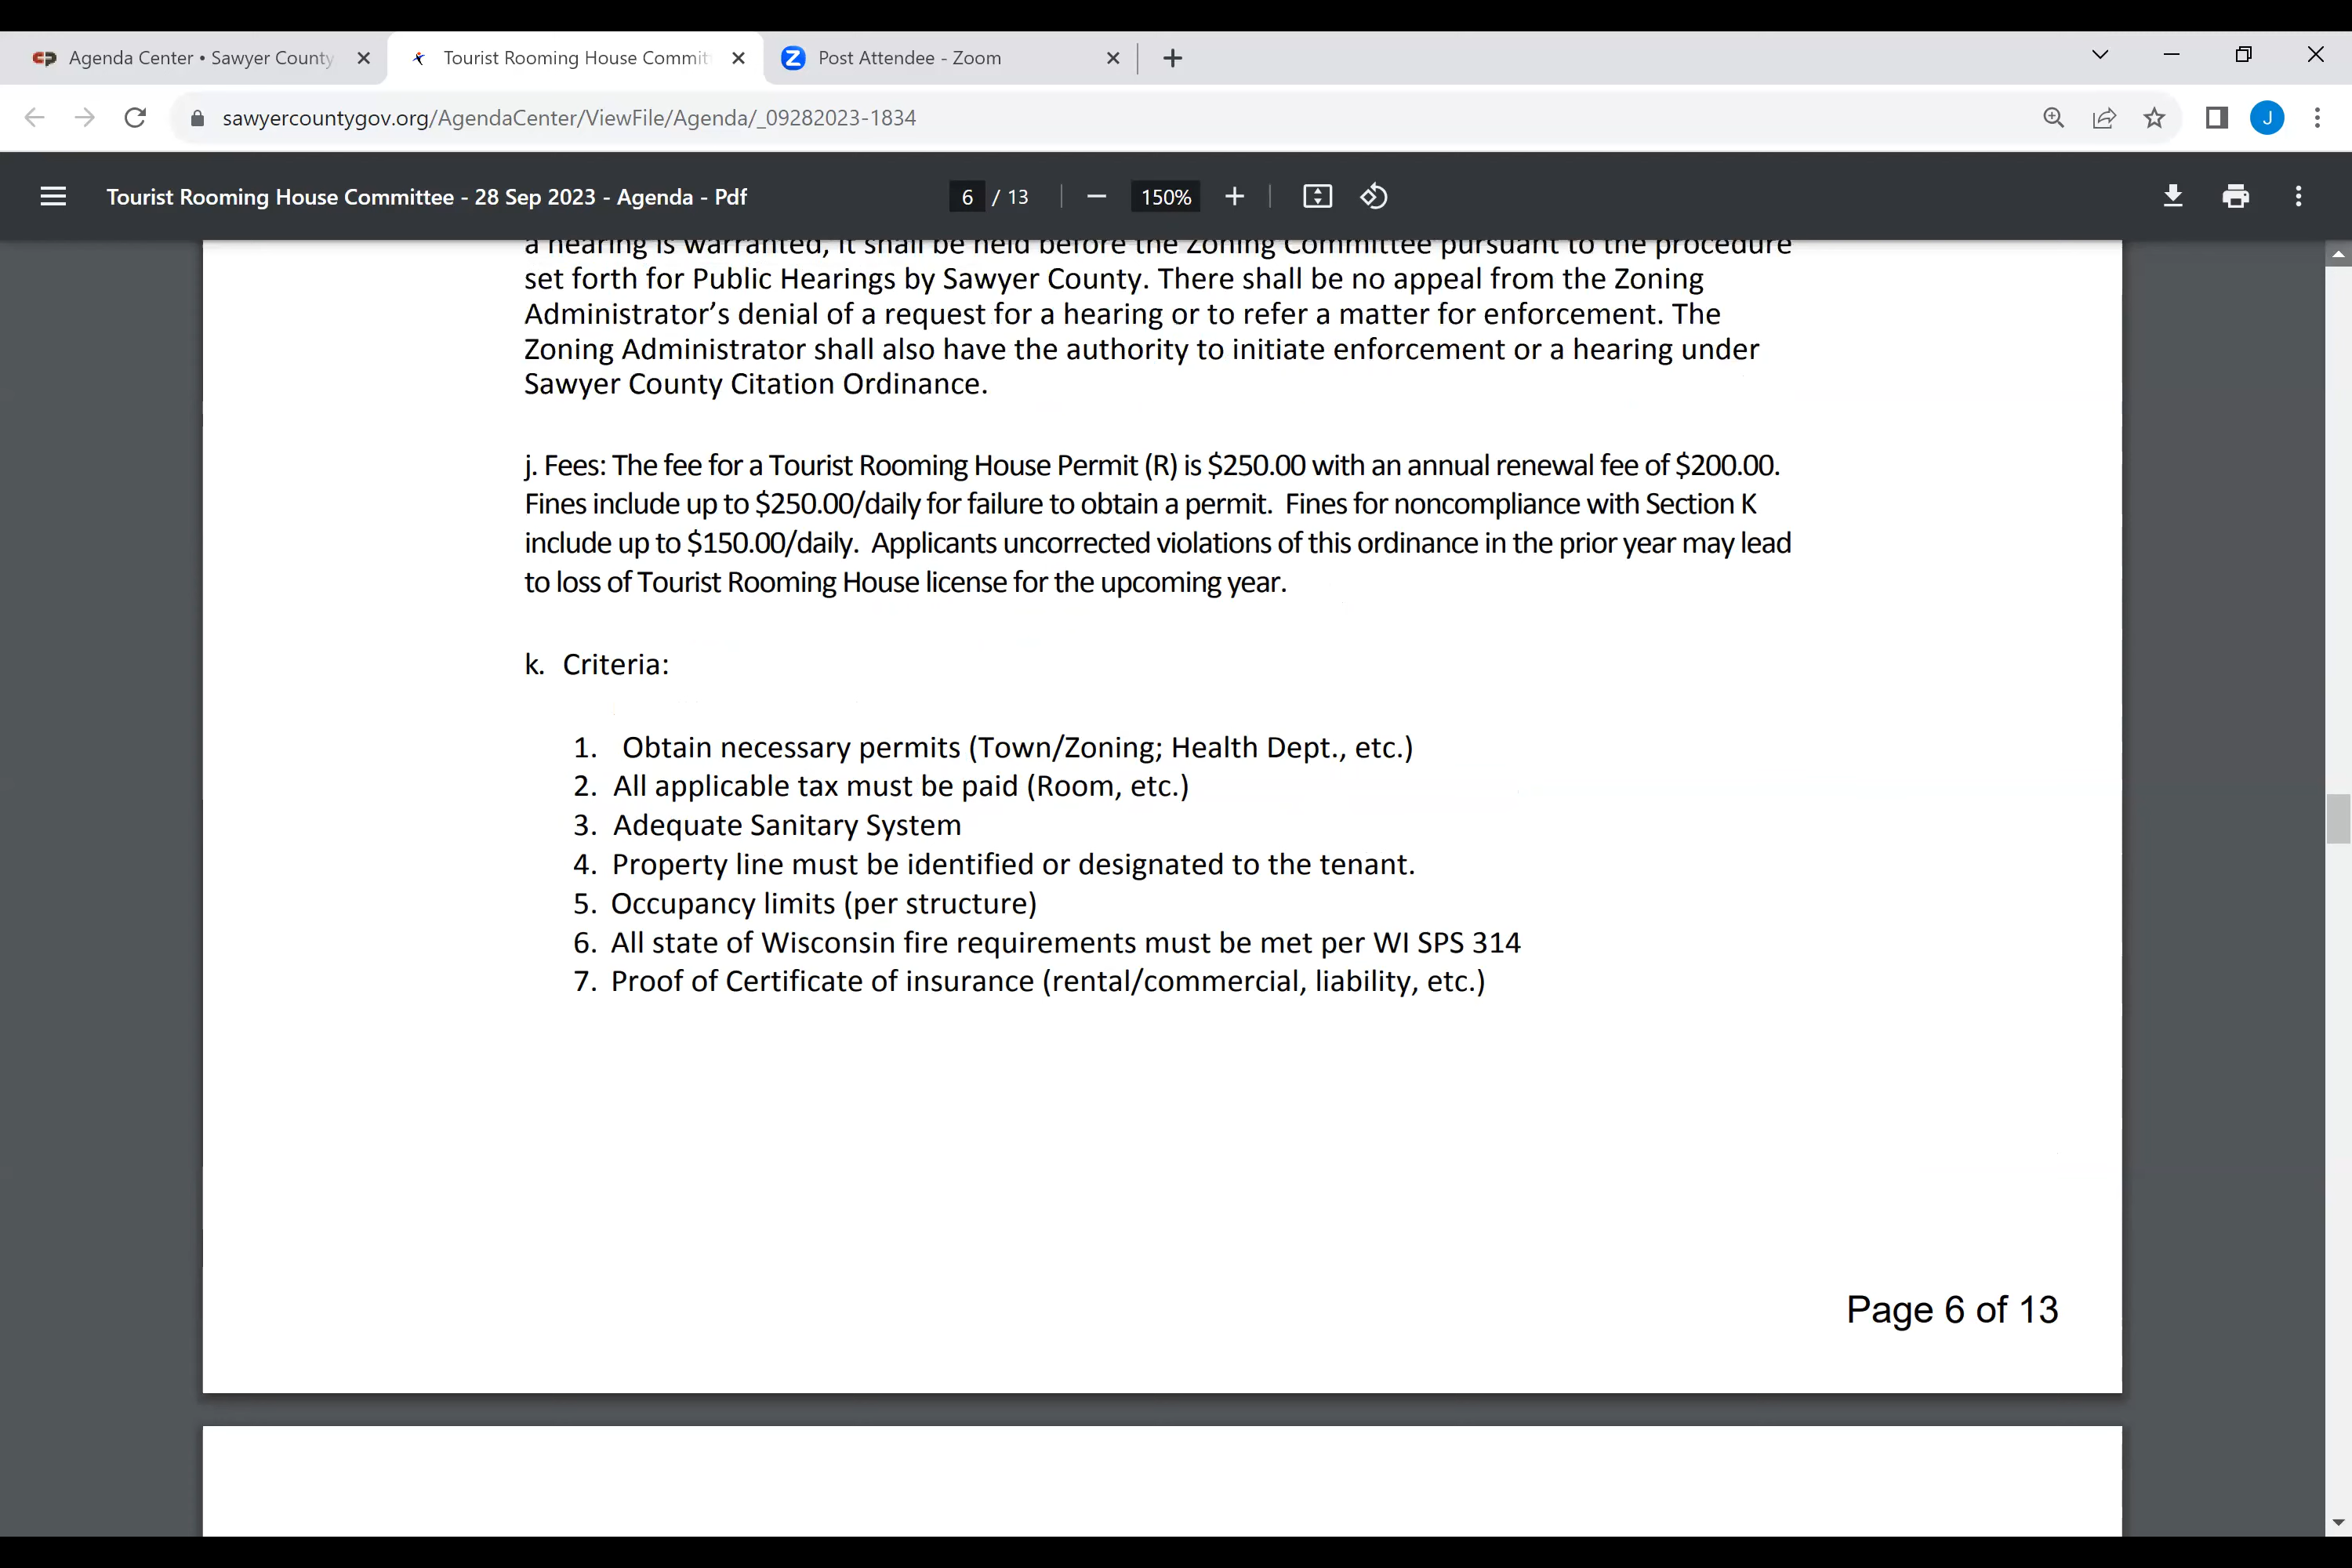 Agenda Center • Sawyer County
Tourist Rooming House Commit
Post Attendee - Zoom
sawyercountygov.org/AgendaCenter/ViewFile/Agenda/_09282023-1834
J
Tourist Rooming House Committee - 28 Sep 2023 - Agenda - Pdf
6 / 13
150%
a hearing is warranted, it shall be held before the Zoning Committee pursuant to the procedure
set forth for Public Hearings by Sawyer County. There shall be no appeal from the Zoning
Administrator’s denial of a request for a hearing or to refer a matter for enforcement. The
Zoning Administrator shall also have the authority to initiate enforcement or a hearing under
Sawyer County Citation Ordinance.
j. Fees: The fee for a Tourist Rooming House Permit (R) is $250.00 with an annual renewal fee of $200.00.
Fines include up to $250.00/daily for failure to obtain a permit. Fines for noncompliance with Section K
include up to $150.00/daily. Applicants uncorrected violations of this ordinance in the prior year may lead
to loss of Tourist Rooming House license for the upcoming year.
k. Criteria:
1. Obtain necessary permits (Town/Zoning; Health Dept., etc.)
2. All applicable tax must be paid (Room, etc.)
3. Adequate Sanitary System
4. Property line must be identified or designated to the tenant.
5. Occupancy limits (per structure)
6. All state of Wisconsin fire requirements must be met per WI SPS 314
7. Proof of Certificate of insurance (rental/commercial, liability, etc.)
Page 6 of 13